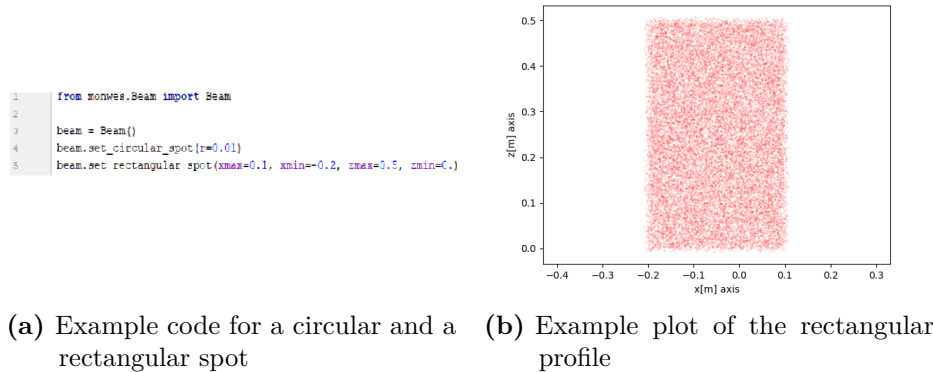 1 from monwes.Beam import Beam
2
3 beam = Beam()
4 beam.set_circular_spot(r=0.01)
5 beam.set rectangular spot(xmax=0.1, xmin=-0.2, zmax=0.5, zmin=0.)
0.5
0.4
0.3
0.2
0.1
0.0
z[m] axis
−0.4 −0.3 −0.2 −0.1 0.0 0.1 0.2 0.3
x[m] axis
(a) Example code for a circular and a
rectangular spot
(b) Example plot of the rectangular
profile